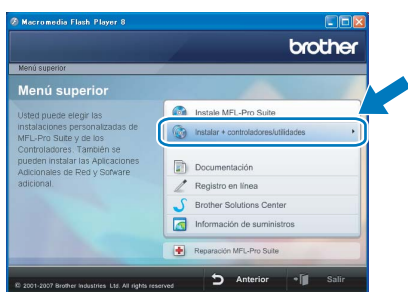 Macromedia Flash Player 8
brother
Menú superior
Menú superior
Usted puede elegir las
instalaciones personalizadas de
MFL-Pro Suite y de los
Controladores. También se
pueden instalar las Aplicaciones
Adicionales de Red y Sofware
adicional.
Instale MFL-Pro Suite
Instalar + controladores/utilidades
Documentación
Registro en línea
Brother Solutions Center
Información de suministros
Reparación MFL-Pro Suite
© 2001-2007 Brother Industries Ltd. All rights reserved
Anterior
Salir